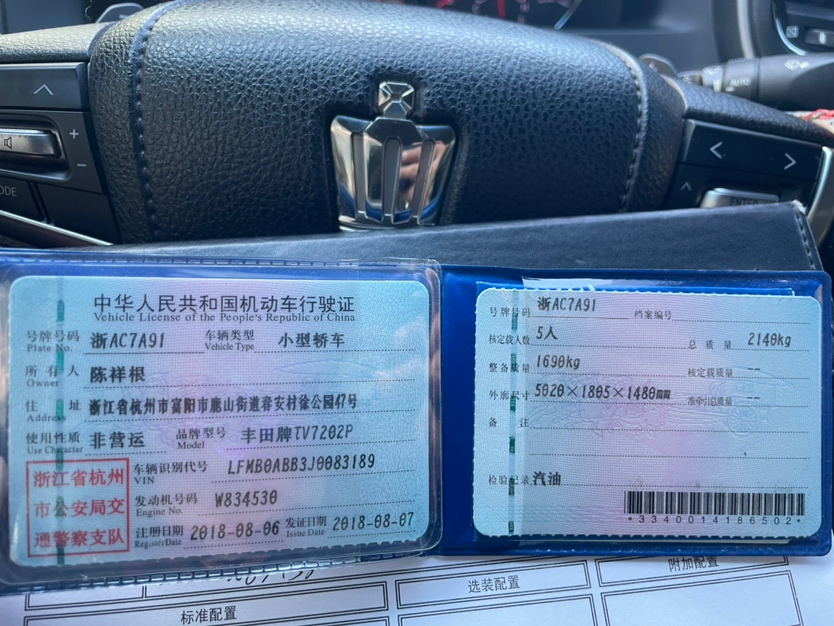 MODE
+
−
AUTO
ENTER
中华人民共和国机动车行驶证
Vehicle License of the People's Republic of China
号牌号码 浙AC7A91 车辆类型 小型轿车
Plate No. Vehicle Type
所有人 陈祥根
Owner
住址 浙江省杭州市富阳市鹿山街道春安村徐公园47号
Address
使用性质 非营运 品牌型号 丰田牌TV7202P
Use Character Model
浙江省杭州
市公安局交
通警察支队
车辆识别代号 LFMB0ABB3J0083189
VIN
发动机号码 W834530
Engine No.
注册日期 2018-08-06 发证日期 2018-08-07
Register Date Issue Date
号牌号码 浙AC7A91 档案编号
核定载人数 5人 总质量 2140kg
整备质量 1690kg 核定载质量 --
外廓尺寸 5020×1805×1480mm 准牵引总质量 --
备注
检验记录 汽油
*3340014186502*
标准配置
选装配置
附加配置